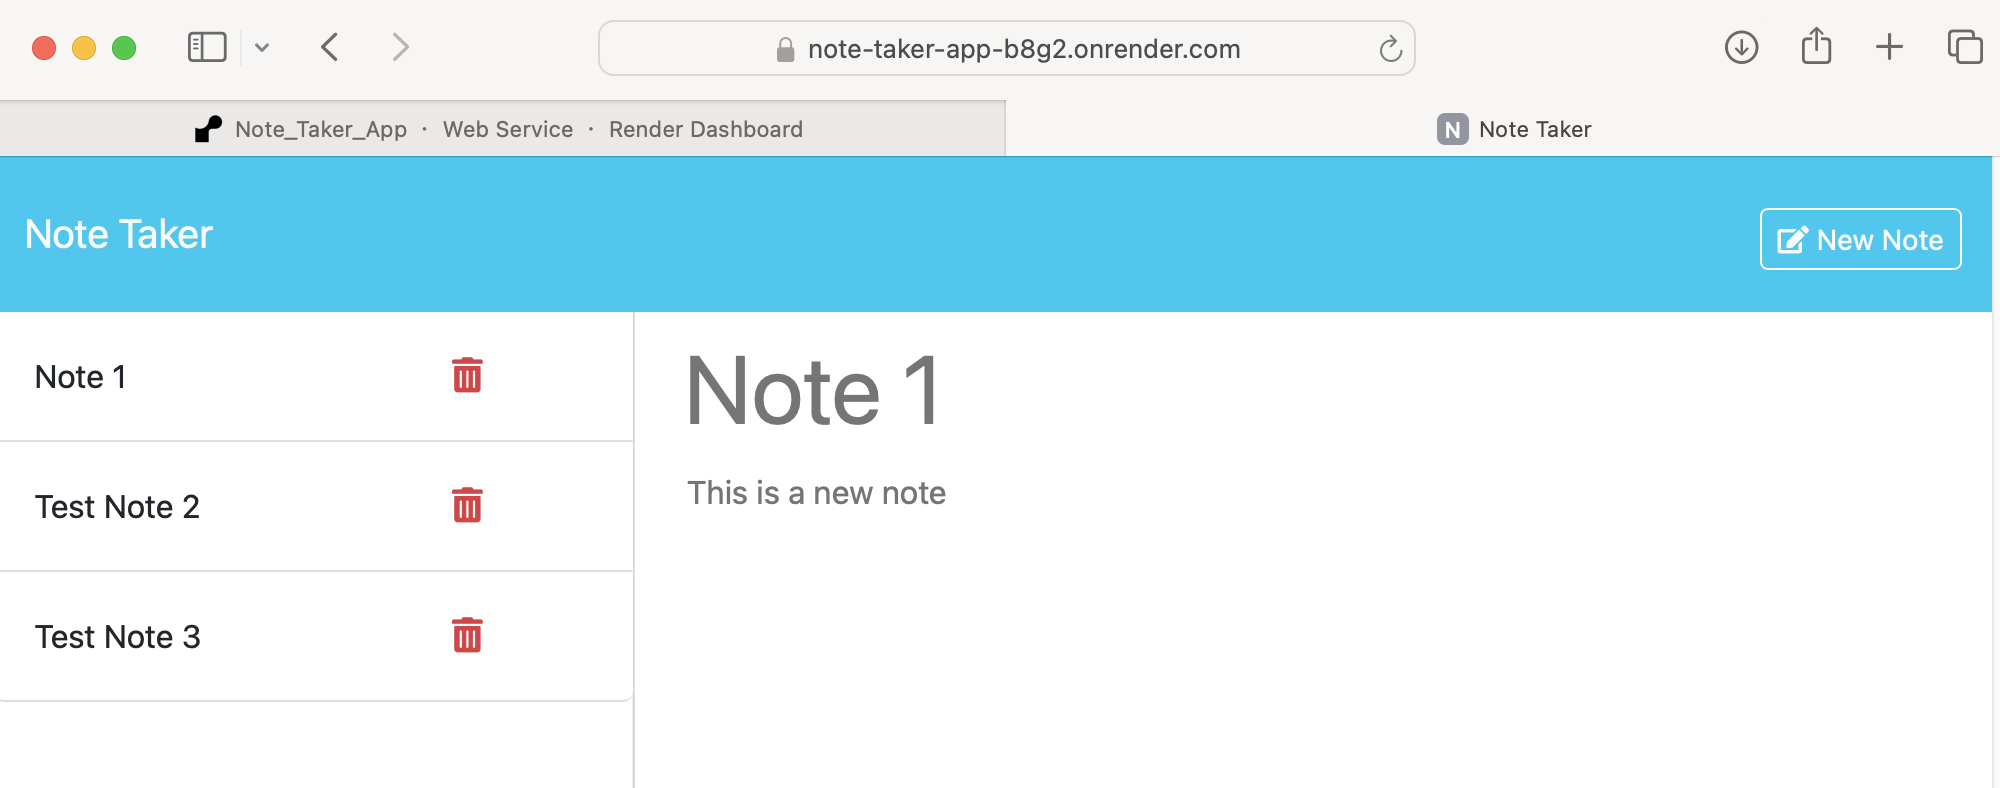 note-taker-app-b8g2.onrender.com
Note_Taker_App · Web Service · Render Dashboard
N Note Taker
Note Taker
New Note
Note 1
Test Note 2
Test Note 3
Note 1
This is a new note